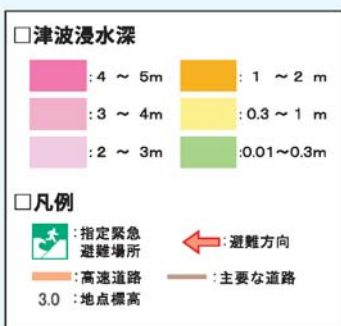 □津波浸水深
:4 ~ 5m
:1 ~2 m
:3 ~ 4m
:0.3~1 m
:2 ~ 3m
:0.01~0.3m
□凡例
:指定緊急
避難場所
:避難方向
:高速道路
:主要な道路
3.0 :地点標高